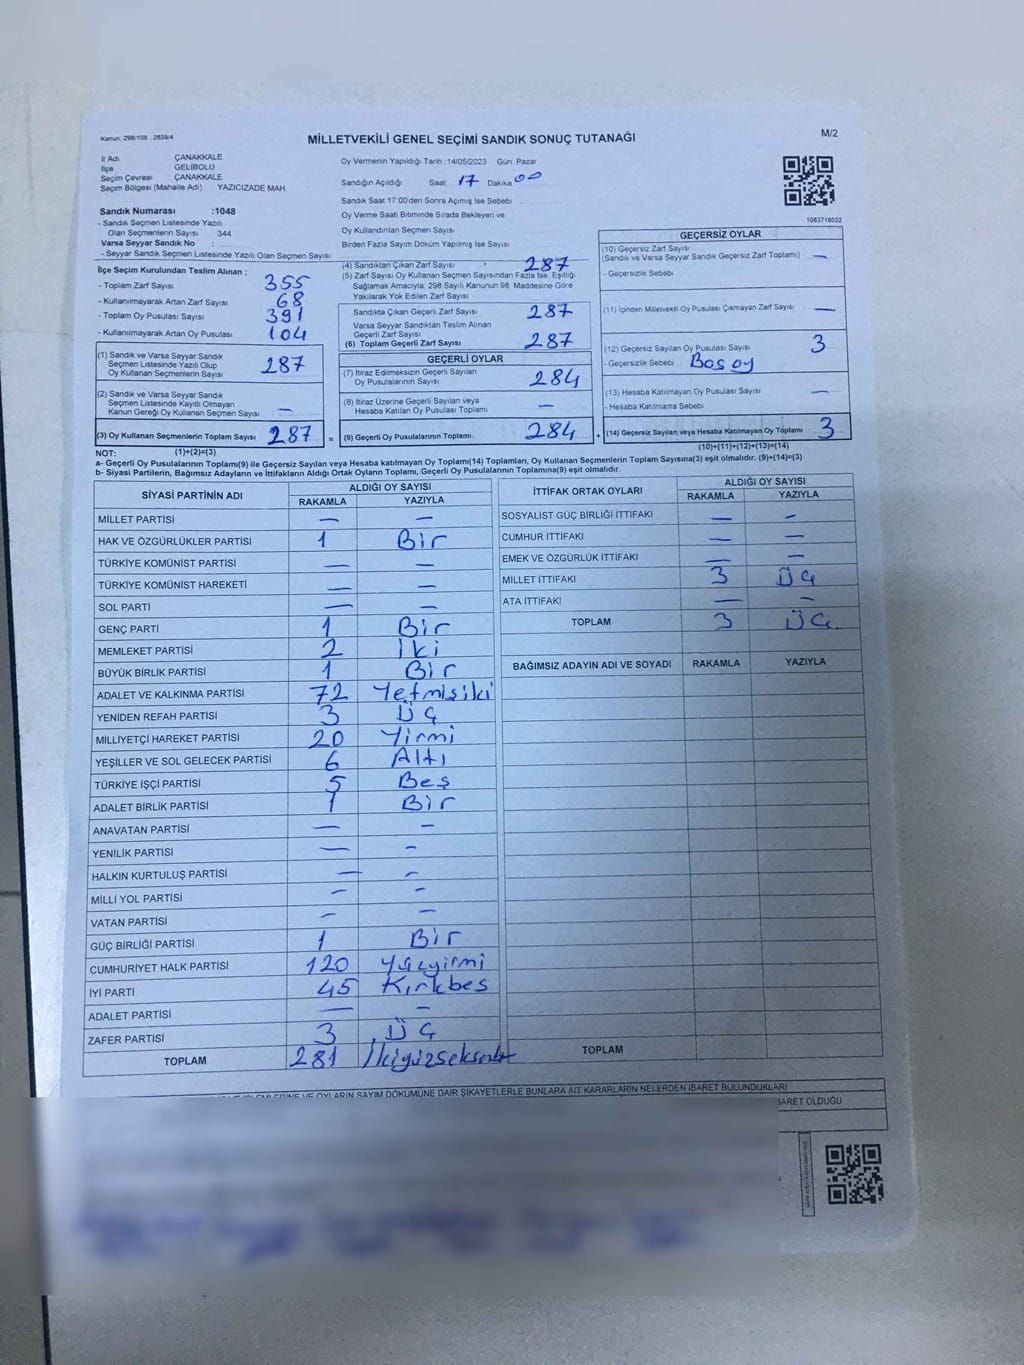 Kanun; 298/105 , 2839/4
MİLLETVEKİLİ GENEL SEÇİMİ SANDIK SONUÇ TUTANAĞI
M/2
İl Adı : ÇANAKKALE
İlçe : GELİBOLU
Seçim Çevresi : ÇANAKKALE
Seçim Bölgesi (Mahalle Adı) : YAZICIZADE MAH
Oy Vermenin Yapıldığı Tarih :14/05/2023 Gün: Pazar
Sandığın Açıldığı Saat: 17 Dakika 00
Sandık Saat 17:00'den Sonra Açımış İse Sebebi
Oy Verme Saati Bitiminde Sırada Bekleyen ve
Oy Kullandırılan Seçmen Sayısı
Birden Fazla Sayım Döküm Yapılmış İse Sayısı
Sandık Numarası :1048
- Sandık Seçmen Listesinde Yazılı
Olan Seçmenlerin Sayısı 344
Varsa Seyyar Sandık No :
- Seyyar Sandık Seçmen Listesinde Yazılı Olan Seçmen Sayısı
1063718032
İlçe Seçim Kurulundan Teslim Alınan ;
- Toplam Zarf Sayısı 355
- Kullanılmayarak Artan Zarf Sayısı 68
- Toplam Oy Pusulası Sayısı 391
- Kullanılmayarak Artan Oy Pusulası 104
(1) Sandık ve Varsa Seyyar Sandık
Seçmen Listesinde Yazılı Olup
Oy Kullanan Seçmenlerin Sayısı 287
(2) Sandık ve Varsa Seyyar Sandık
Seçmen Listesinde Kayıtlı Olmayan
Kanun Gereği Oy Kullanan Seçmen Sayısı —
(3) Oy Kullanan Seçmenlerin Toplam Sayısı 287 =
(4) Sandıktan Çıkan Zarf Sayısı 287
(5) Zarf Sayısı Oy Kullanan Seçmen Sayısından Fazla İse, Eşitliği
Sağlamak Amacıyla, 298 Sayılı Kanunun 98. Maddesine Göre
Yakılarak Yok Edilen Zarf Sayısı
Sandıkta Çıkan Geçerli Zarf Sayısı 287
Varsa Seyyar Sandıktan Teslim Alınan
Geçerli Zarf Sayısı
(6) Toplam Geçerli Zarf Sayısı 287
GEÇERLİ OYLAR
(7) İtiraz Edilmeksizin Geçerli Sayılan
Oy Pusulalarının Sayısı 284
(8) İtiraz Üzerine Geçerli Sayılan veya
Hesaba Katılan Oy Pusulası Toplamı —
(9) Geçerli Oy Pusulalarının Toplamı 284 +
GEÇERSİZ OYLAR
(10) Geçersiz Zarf Sayısı
(Sandık ve Varsa Seyyar Sandık Geçersiz Zarf Toplamı) —
- Geçersizlik Sebebi
(11) İçinden Milletvekili Oy Pusulası Çıkmayan Zarf Sayısı —
(12) Geçersiz Sayılan Oy Pusulası Sayısı 3
- Geçersizlik Sebebi Boş oy
(13) Hesaba Katılmayan Oy Pusulası Sayısı —
- Hesaba Katılmama Sebebi
(14) Geçersiz Sayılan veya Hesaba Katılmayan Oy Toplamı 3
NOT: (1)+(2)=(3)
(10)+(11)+(12)+(13)=(14)
a- Geçerli Oy Pusulalarının Toplamı(9) ile Geçersiz Sayılan veya Hesaba katılmayan Oy Toplamı(14) Toplamları, Oy Kullanan Seçmenlerin Toplam Sayısına(3) eşit olmalıdır. (9)+(14)=(3)
b- Siyasi Partilerin, Bağımsız Adayların ve İttifakların Aldığı Ortak Oyların Toplamı, Geçerli Oy Pusulalarının Toplamına(9) eşit olmalıdır.
SİYASİ PARTİNİN ADI ALDIĞI OY SAYISI
RAKAMLA YAZIYLA
MİLLET PARTİSİ — —
HAK VE ÖZGÜRLÜKLER PARTİSİ 1 Bir
TÜRKİYE KOMÜNİST PARTİSİ — —
TÜRKİYE KOMÜNİST HAREKETİ — —
SOL PARTİ — —
GENÇ PARTİ 1 Bir
MEMLEKET PARTİSİ 2 İki
BÜYÜK BİRLİK PARTİSİ 1 Bir
ADALET VE KALKINMA PARTİSİ 72 Yetmişiki
YENİDEN REFAH PARTİSİ 3 Üç
MİLLİYETÇİ HAREKET PARTİSİ 20 Yirmi
YEŞİLLER VE SOL GELECEK PARTİSİ 6 Altı
TÜRKİYE İŞÇİ PARTİSİ 5 Beş
ADALET BİRLİK PARTİSİ 1 Bir
ANAVATAN PARTİSİ — —
YENİLİK PARTİSİ — —
HALKIN KURTULUŞ PARTİSİ — —
MİLLİ YOL PARTİSİ — —
VATAN PARTİSİ — —
GÜÇ BİRLİĞİ PARTİSİ 1 Bir
CUMHURİYET HALK PARTİSİ 120 Yüzyirmi
İYİ PARTİ 45 Kırkbeş
ADALET PARTİSİ — —
ZAFER PARTİSİ 3 Üç
TOPLAM 281
İTTİFAK ORTAK OYLARI ALDIĞI OY SAYISI
RAKAMLA YAZIYLA
SOSYALİST GÜÇ BİRLİĞİ İTTİFAKI — —
CUMHUR İTTİFAKI — —
EMEK VE ÖZGÜRLÜK İTTİFAKI — —
MİLLET İTTİFAKI 3 Üç
ATA İTTİFAKI — —
TOPLAM 3 Üç
BAĞIMSIZ ADAYIN ADI VE SOYADI RAKAMLA YAZIYLA
TOPLAM
VE OYLARIN SAYIM DÖKÜMÜNE DAİR ŞİKAYETLERLE BUNLARA AİT KARARLARIN NELERDEN İBARET BULUNDUKLARI
İBARET OLDUĞU